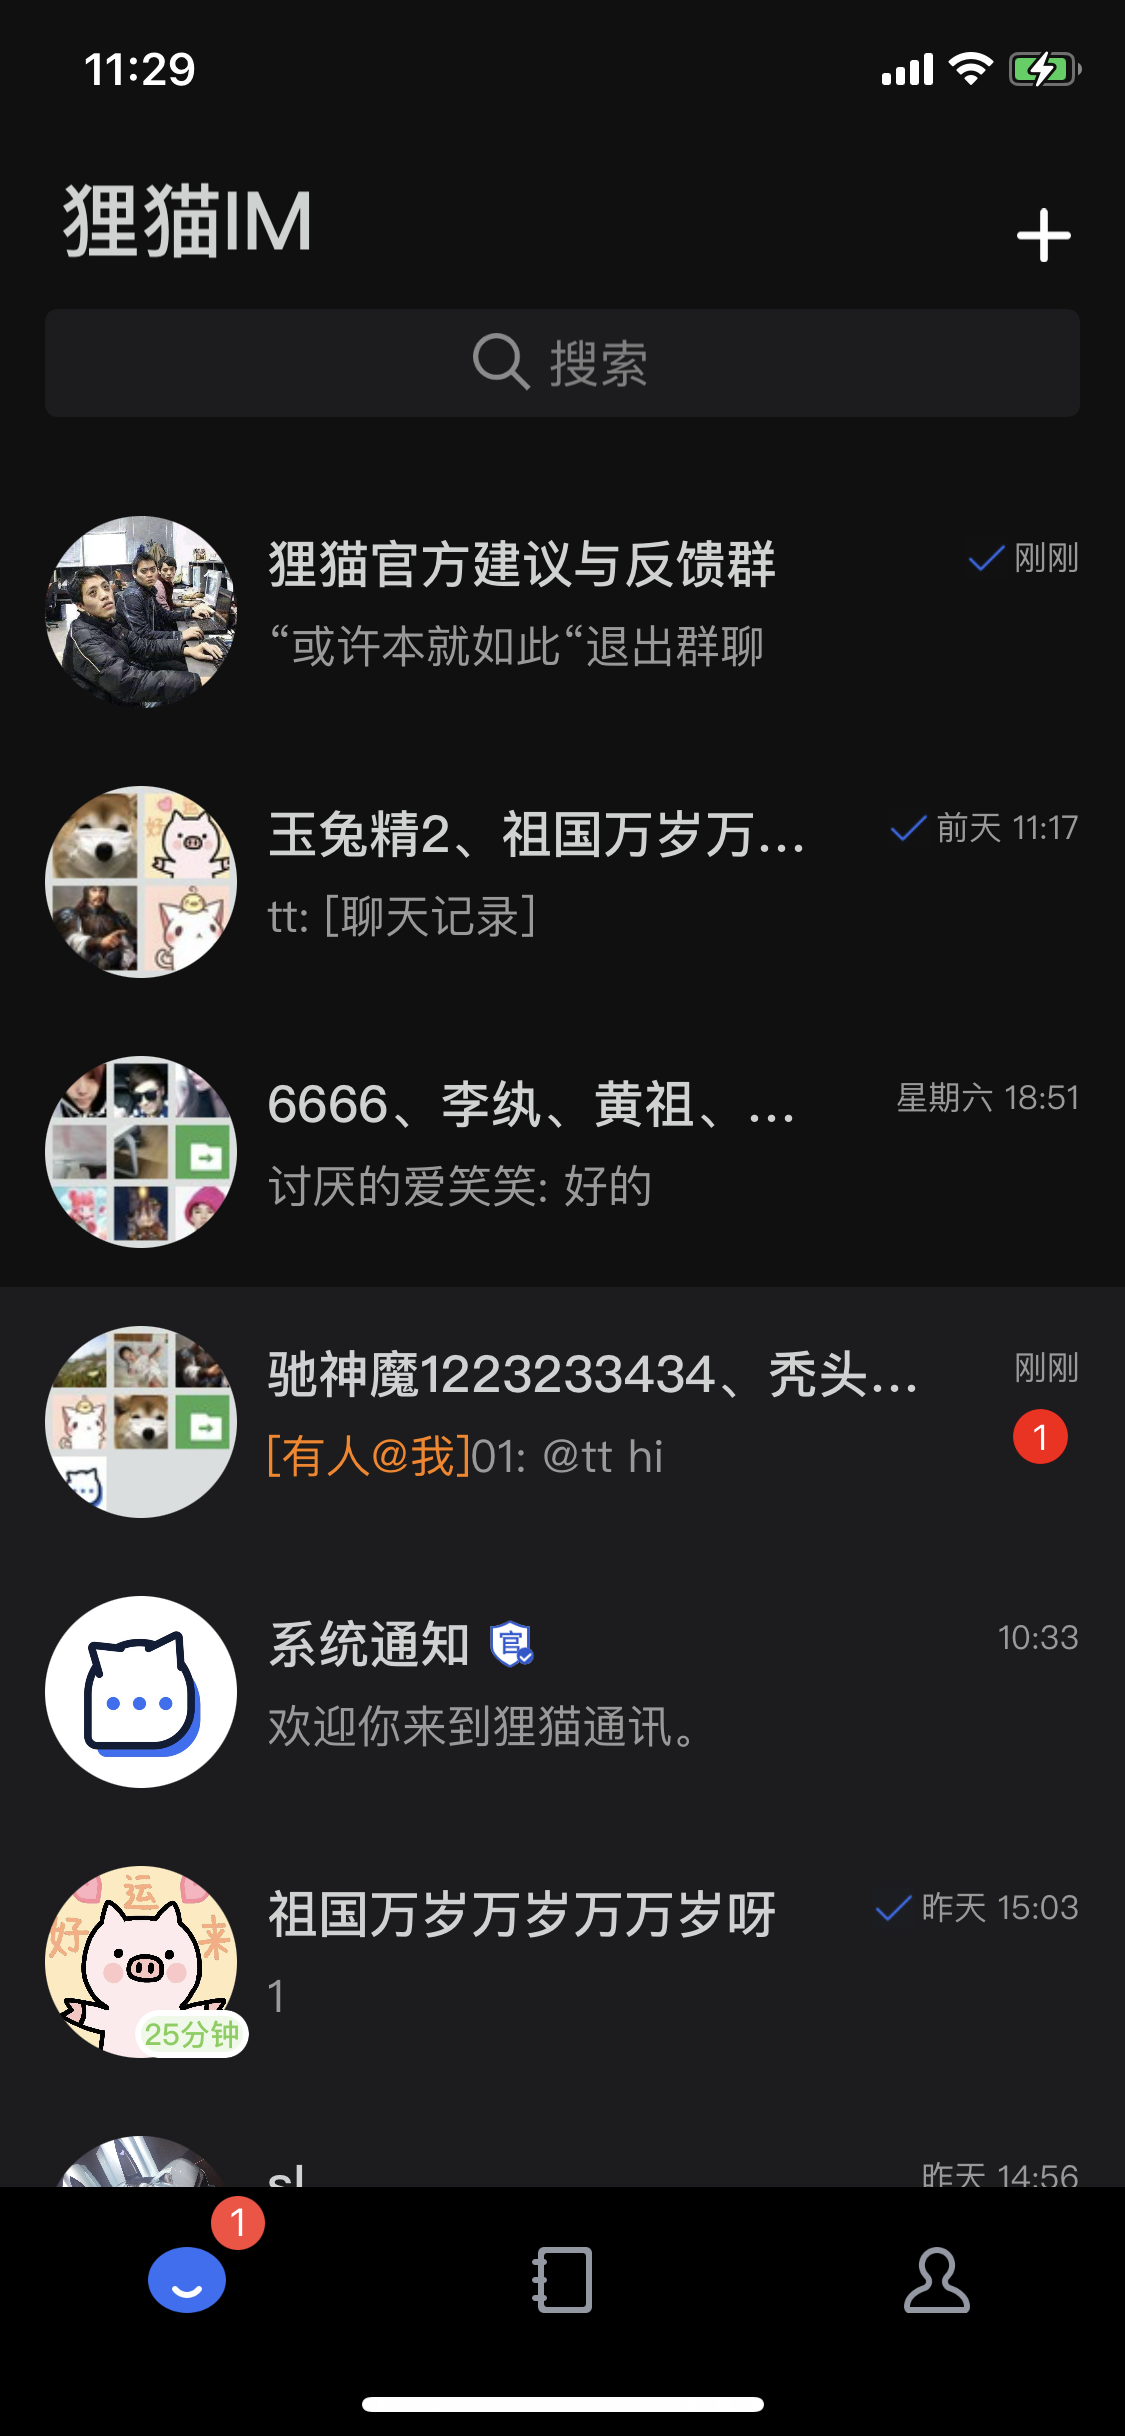 11:29
狸猫IM
搜索
狸猫官方建议与反馈群
刚刚
“或许本就如此“退出群聊
玉兔精2、祖国万岁万...
前天 11:17
tt: [聊天记录]
6666、李纨、黄祖、...
星期六 18:51
讨厌的爱笑笑: 好的
驰神魔1223233434、秃头...
刚刚
[有人@我]01: @tt hi
1
系统通知
官
10:33
欢迎你来到狸猫通讯。
好运来
祖国万岁万岁万万岁呀
昨天 15:03
1
25分钟
sl
昨天 14:56
1